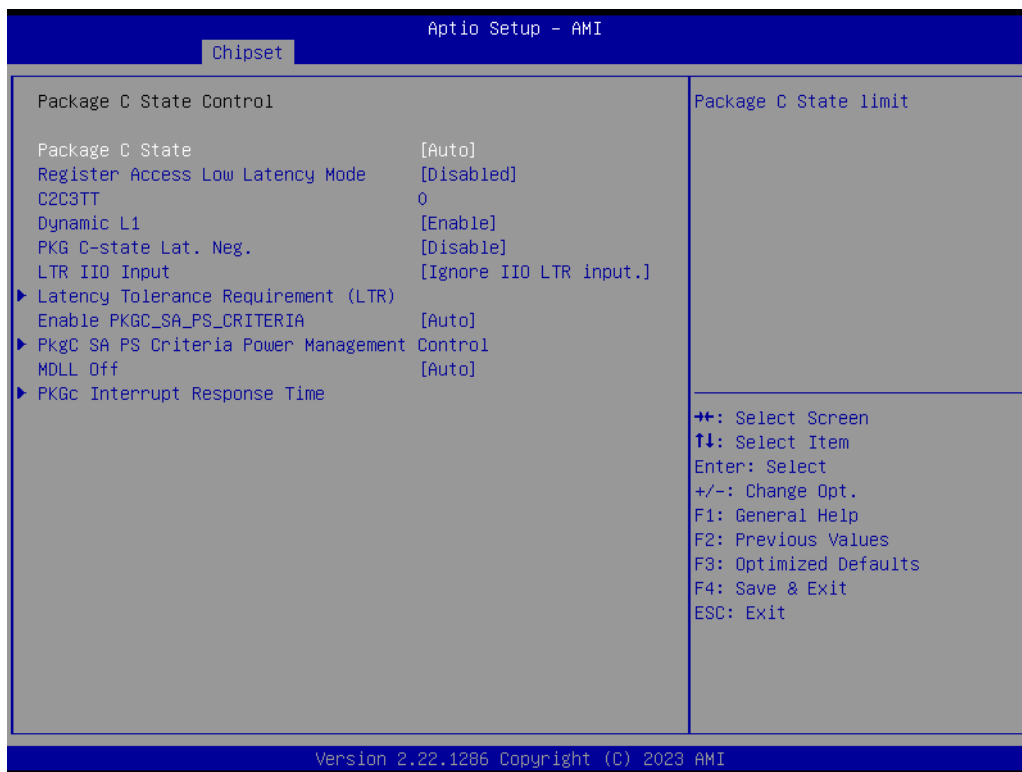 Aptio Setup – AMI
Chipset
Package C State Control
Package C State [Auto]
Register Access Low Latency Mode [Disabled]
C2C3TT 0
Dynamic L1 [Enable]
PKG C-state Lat. Neg. [Disable]
LTR IIO Input [Ignore IIO LTR input.]
Latency Tolerance Requirement (LTR)
Enable PKGC_SA_PS_CRITERIA [Auto]
PkgC SA PS Criteria Power Management Control
MDLL Off [Auto]
PKGc Interrupt Response Time
Package C State limit
→←: Select Screen
↑↓: Select Item
Enter: Select
+/-: Change Opt.
F1: General Help
F2: Previous Values
F3: Optimized Defaults
F4: Save & Exit
ESC: Exit
Version 2.22.1286 Copyright (C) 2023 AMI